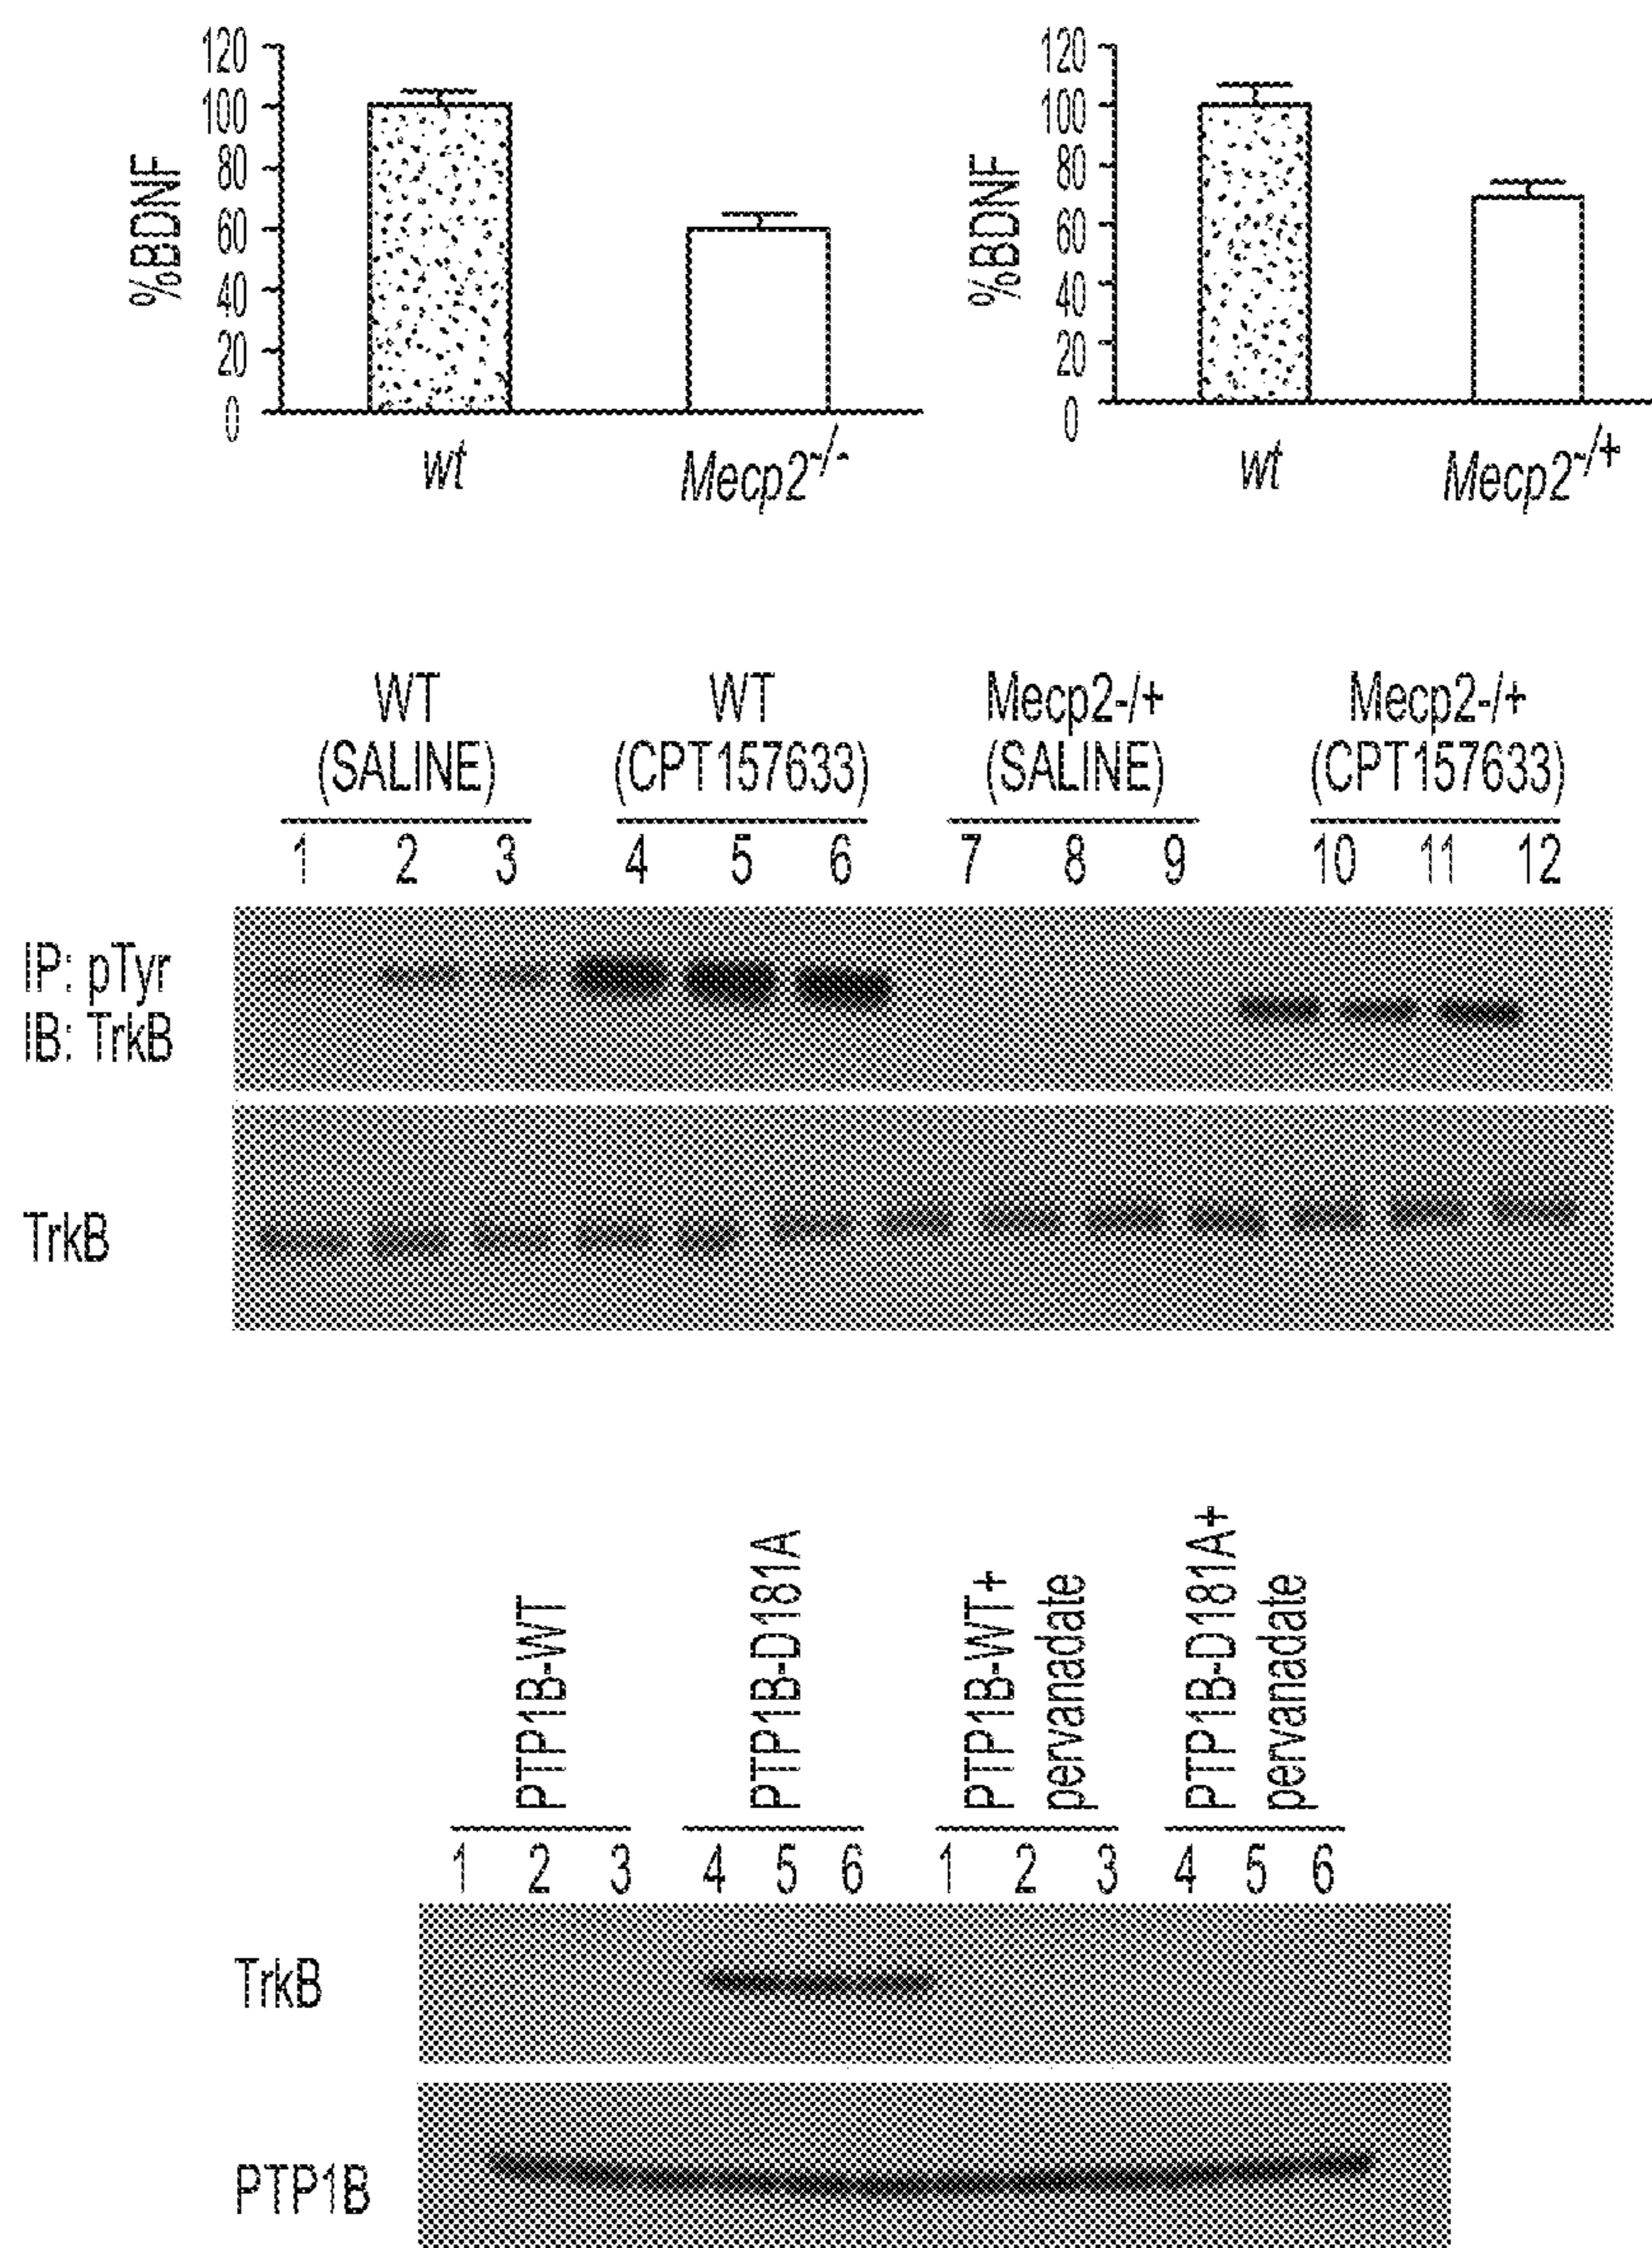 120
100
80
60
40
20
0
%BDNF
wt
Mecp2-/-
120
100
80
60
40
20
0
%BDNF
wt
Mecp2-/+
WT WT Mecp2-/+ Mecp2-/+
(SALINE) (CPT157633) (SALINE) (CPT157633)
1 2 3 4 5 6 7 8 9 10 11 12
IP: pTyr
IB: TrkB
TrkB
PTP1B-WT
PTP1B-D181A
PTP1B-WT+
pervanadate
PTP1B-D181A+
pervanadate
1 2 3 4 5 6 1 2 3 4 5 6
TrkB
PTP1B